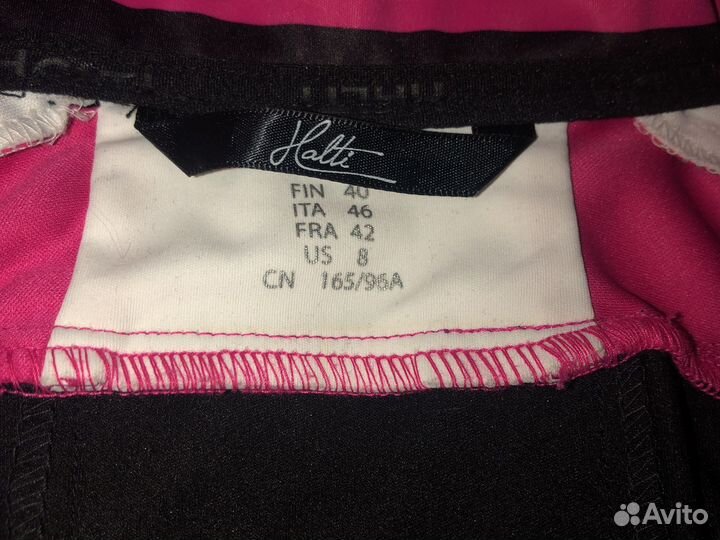 Halti
FIN 40
ITA 46
FRA 42
US 8
CN 165/96A
Avito